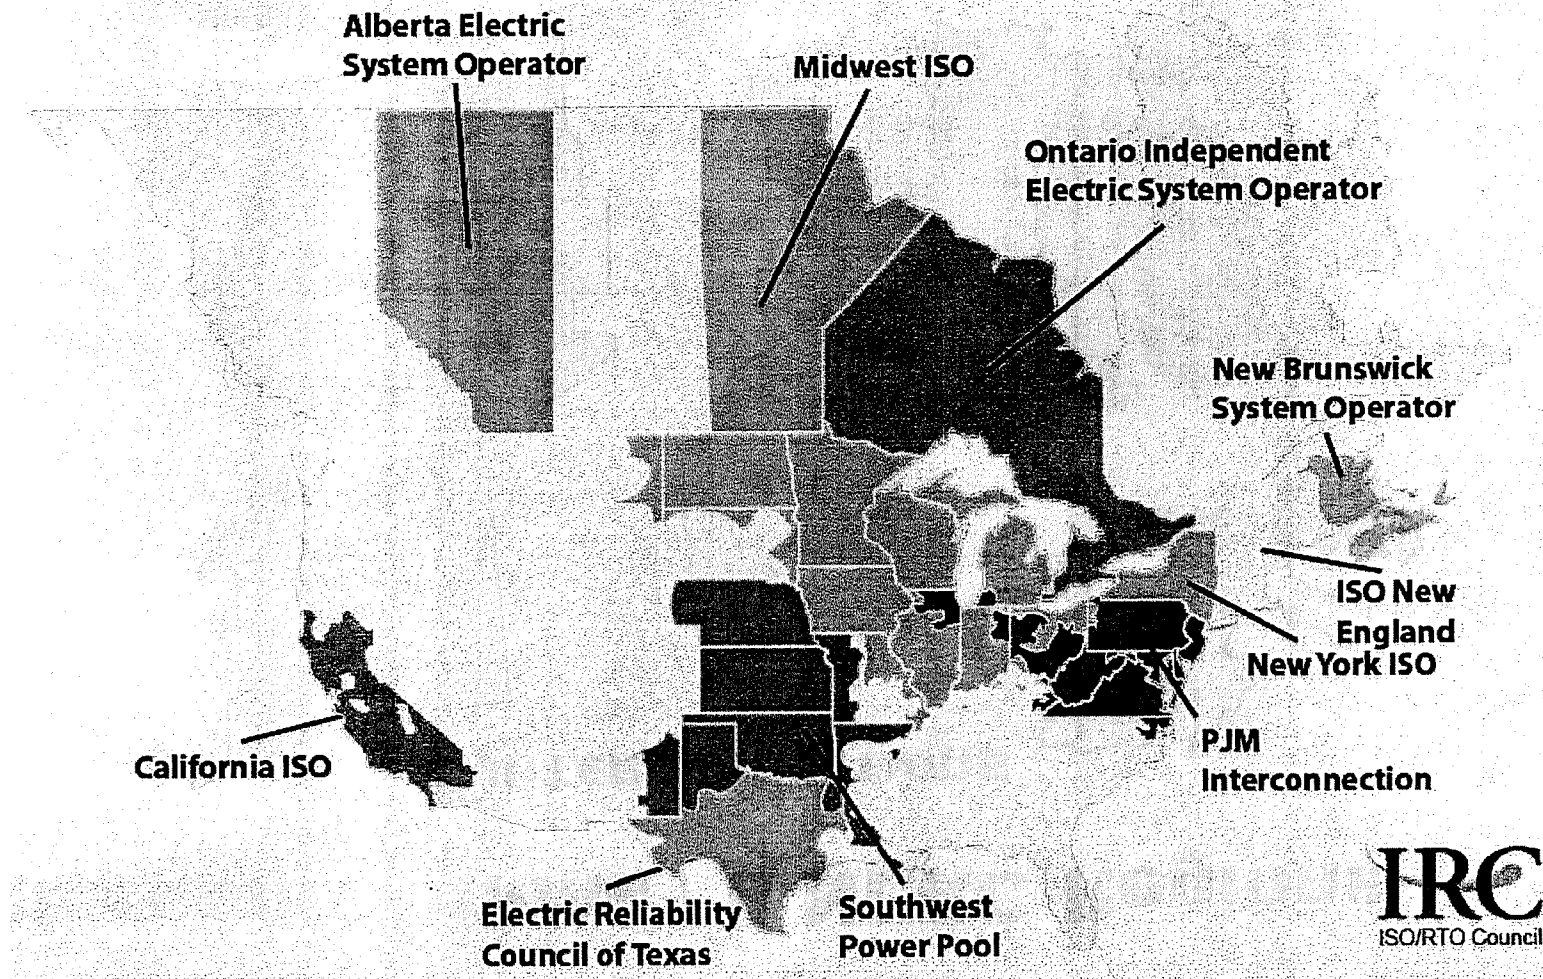 Alberta Electric
System Operator
Midwest ISO
Ontario Independent
Electric System Operator
New Brunswick
System Operator
ISO New
England
New York ISO
PJM
Interconnection
California ISO
Electric Reliability
Council of Texas
Southwest
Power Pool
IRC
ISO/RTO Council